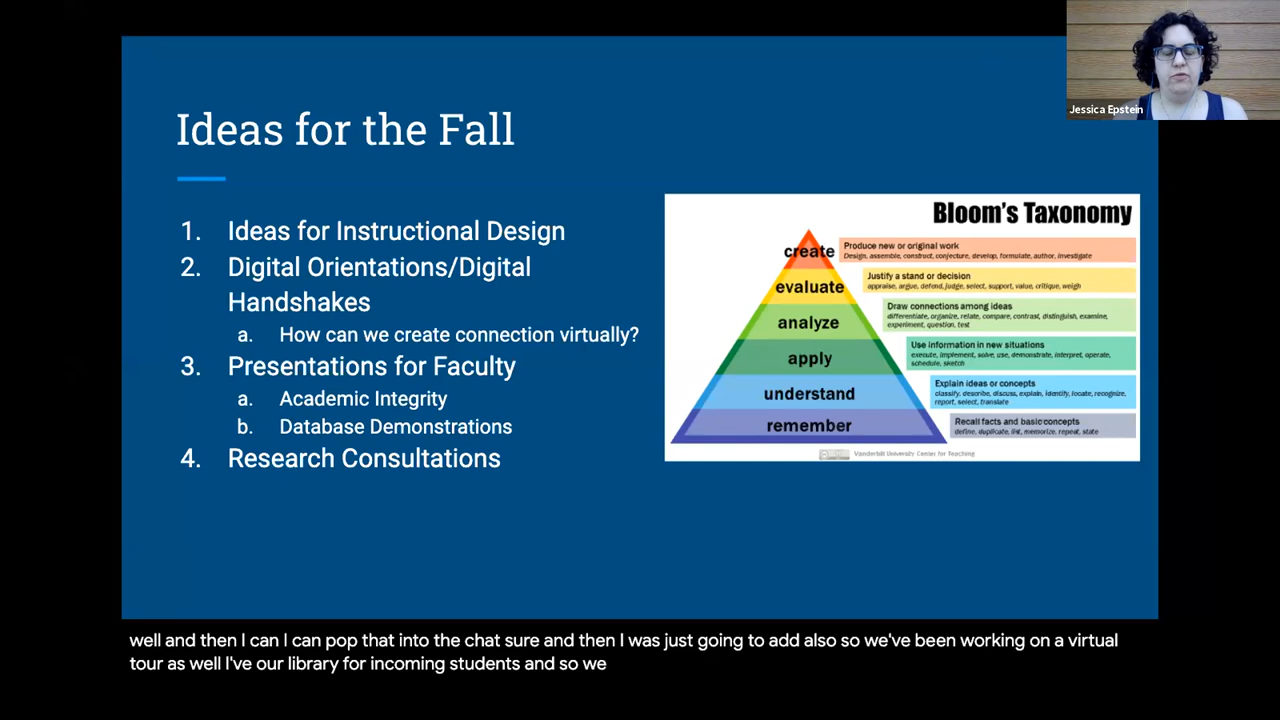 Jessica Epstein
Ideas for the Fall
1. Ideas for Instructional Design
2. Digital Orientations/Digital
Handshakes
a. How can we create connection virtually?
3. Presentations for Faculty
a. Academic Integrity
b. Database Demonstrations
4. Research Consultations
Bloom's Taxonomy
create
Produce new or original work
Design, assemble, construct, conjecture, develop, formulate, author, investigate
evaluate
Justify a stand or decision
appraise, argue, defend, judge, select, support, value, critique, weigh
analyze
Draw connections among ideas
differentiate, organize, relate, compare, contrast, distinguish, examine,
experiment, question, test
apply
Use information in new situations
execute, implement, solve, use, demonstrate, interpret, operate,
schedule, sketch
understand
Explain ideas or concepts
classify, describe, discuss, explain, identify, locate, recognize,
report, select, translate
remember
Recall facts and basic concepts
define, duplicate, list, memorize, repeat, state
Vanderbilt University Center for Teaching
well and then I can I can pop that into the chat sure and then I was just going to add also so we've been working on a virtual
tour as well I've our library for incoming students and so we